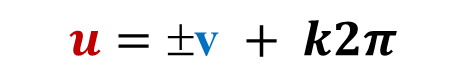 u = ±v + k2π